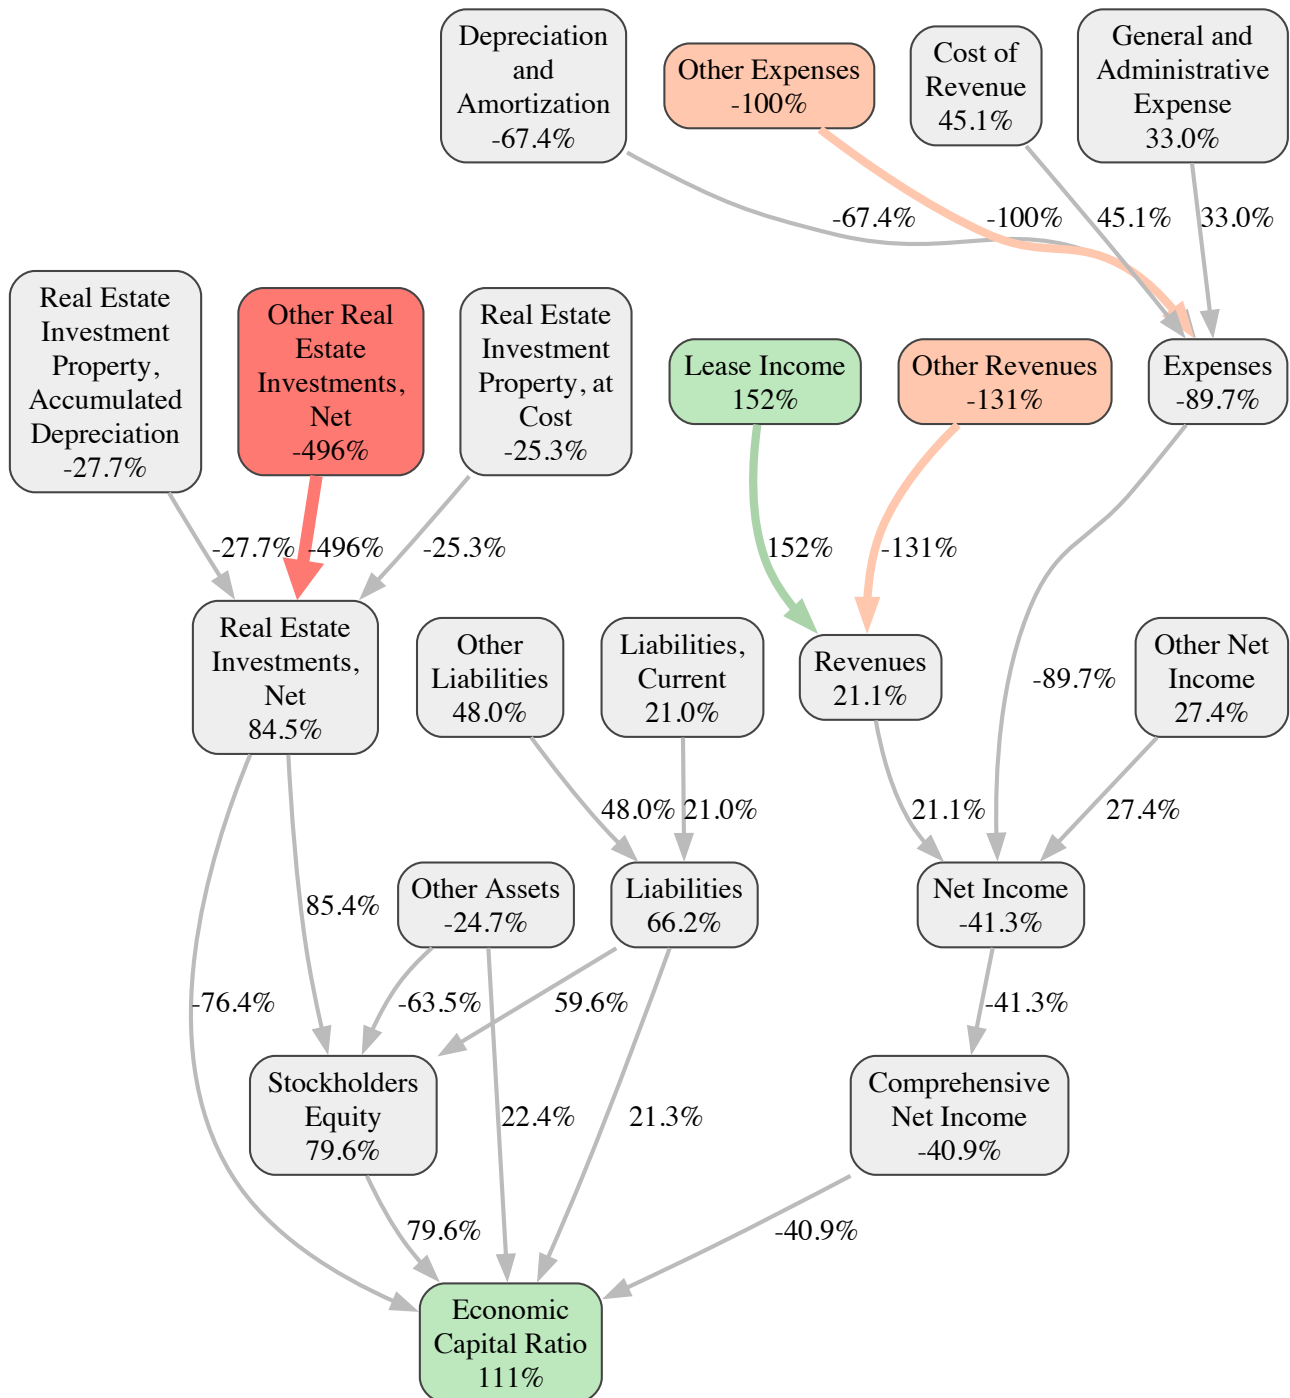 Depreciation
and
Amortization
-67.4%
Other Expenses
-100%
Cost of
Revenue
45.1%
General and
Administrative
Expense
33.0%
-67.4%
-100%
45.1%
33.0%
Real Estate
Investment
Property,
Accumulated
Depreciation
-27.7%
Other Real
Estate
Investments,
Net
-496%
Real Estate
Investment
Property, at
Cost
-25.3%
Lease Income
152%
Other Revenues
-131%
Expenses
-89.7%
-27.7%
-496%
-25.3%
152%
-131%
Real Estate
Investments,
Net
84.5%
Other
Liabilities
48.0%
Liabilities,
Current
21.0%
Revenues
21.1%
-89.7%
Other Net
Income
27.4%
48.0%
21.0%
21.1%
27.4%
85.4%
Other Assets
-24.7%
Liabilities
66.2%
Net Income
-41.3%
-76.4%
-63.5%
59.6%
-41.3%
Stockholders
Equity
79.6%
22.4%
21.3%
Comprehensive
Net Income
-40.9%
79.6%
-40.9%
Economic
Capital Ratio
111%